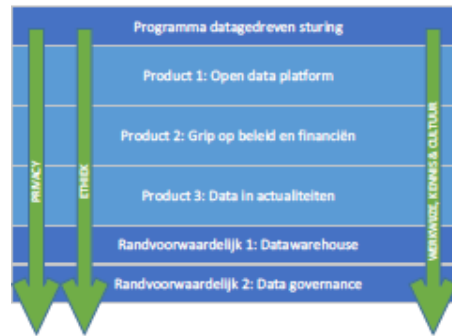 Programma datagedreven sturing
Product 1: Open data platform
Product 2: Grip op beleid en financiën
Product 3: Data in actualiteiten
Randvoorwaardelijk 1: Datawarehouse
Randvoorwaardelijk 2: Data governance
PRIVACY
ETHIEK
WERKWIJZE, KENNIS & CULTUUR